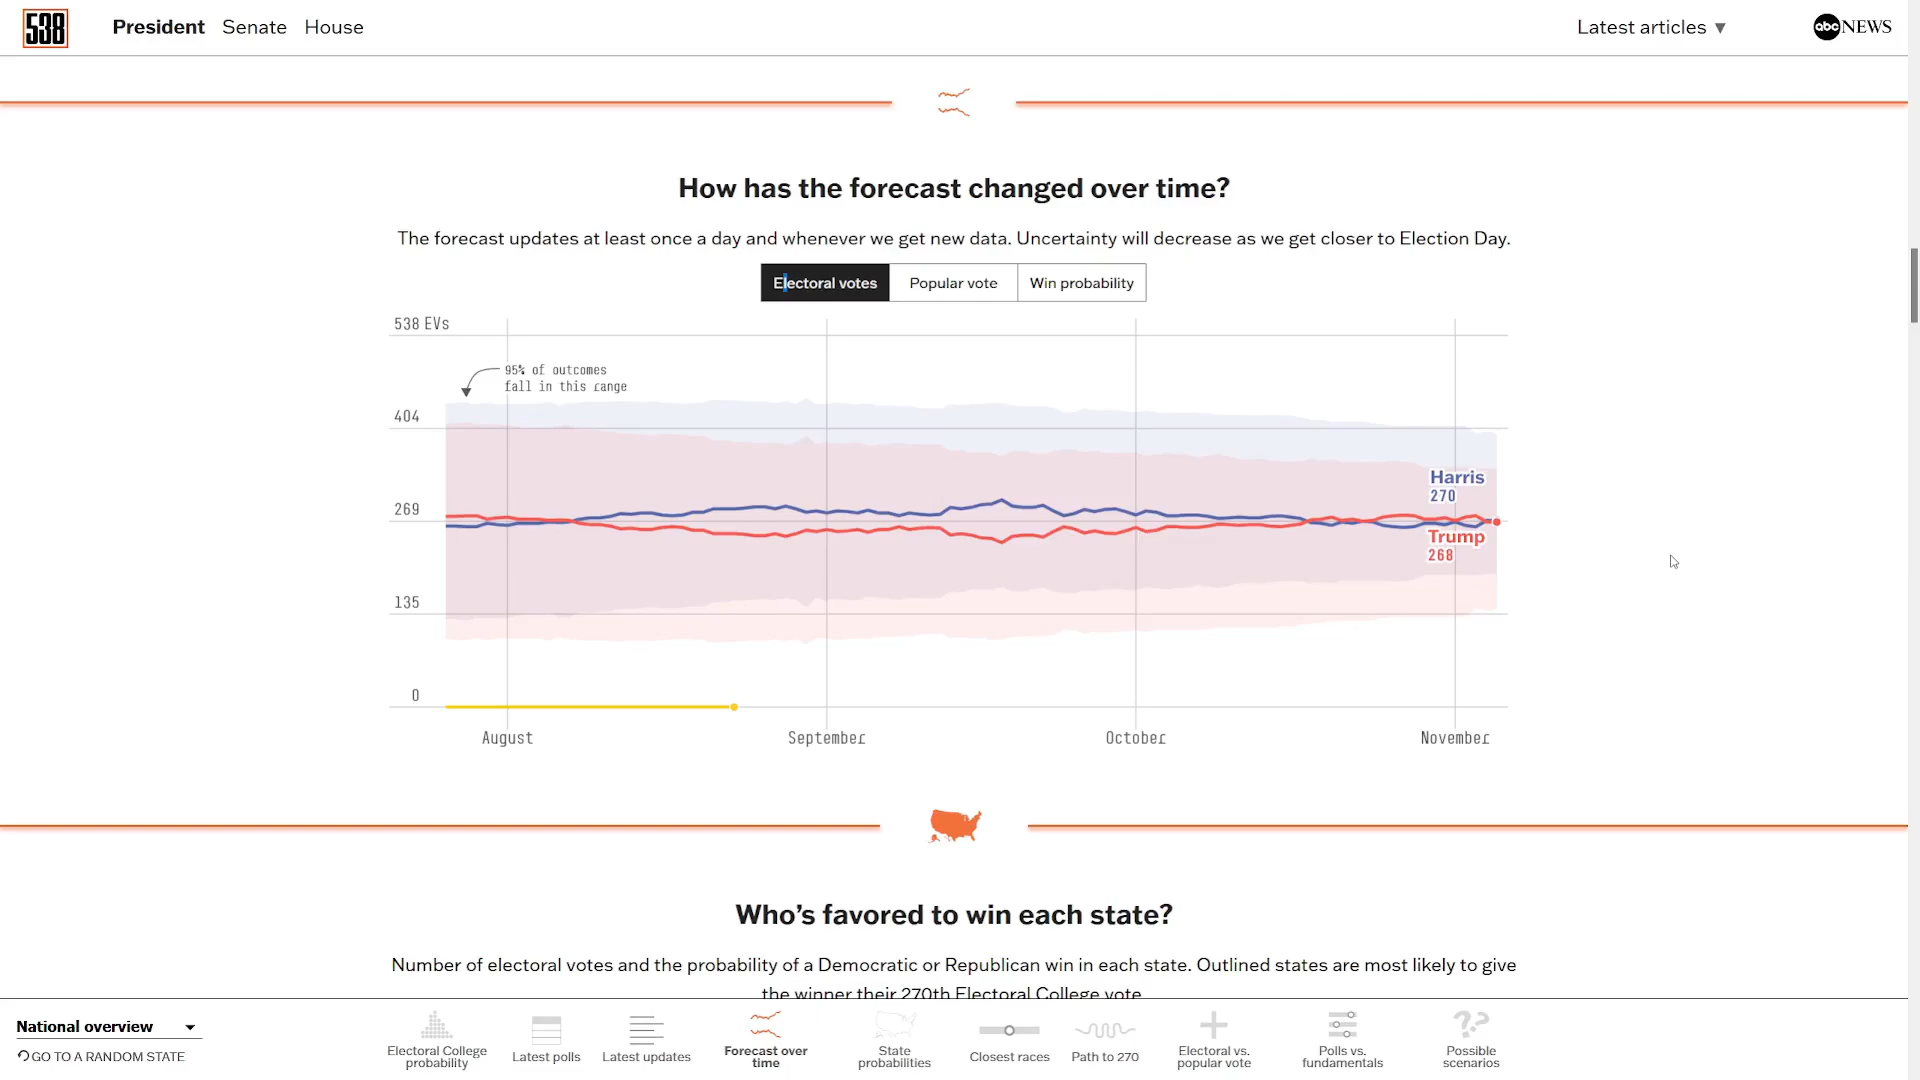 538
President Senate House
Latest articles ▼
abc NEWS
How has the forecast changed over time?
The forecast updates at least once a day and whenever we get new data. Uncertainty will decrease as we get closer to Election Day.
Electoral votes
Popular vote
Win probability
538 EVs
95% of outcomes
fall in this range
404
Harris
270
269
Trump
268
135
0
August
September
October
November
Who's favored to win each state?
Number of electoral votes and the probability of a Democratic or Republican win in each state. Outlined states are most likely to give
the winner their 270th Electoral College vote.
National overview
GO TO A RANDOM STATE
Electoral College
probability
Latest polls
Latest updates
Forecast over
time
State
probabilities
Closest races
Path to 270
Electoral vs.
popular vote
Polls vs.
fundamentals
Possible
scenarios